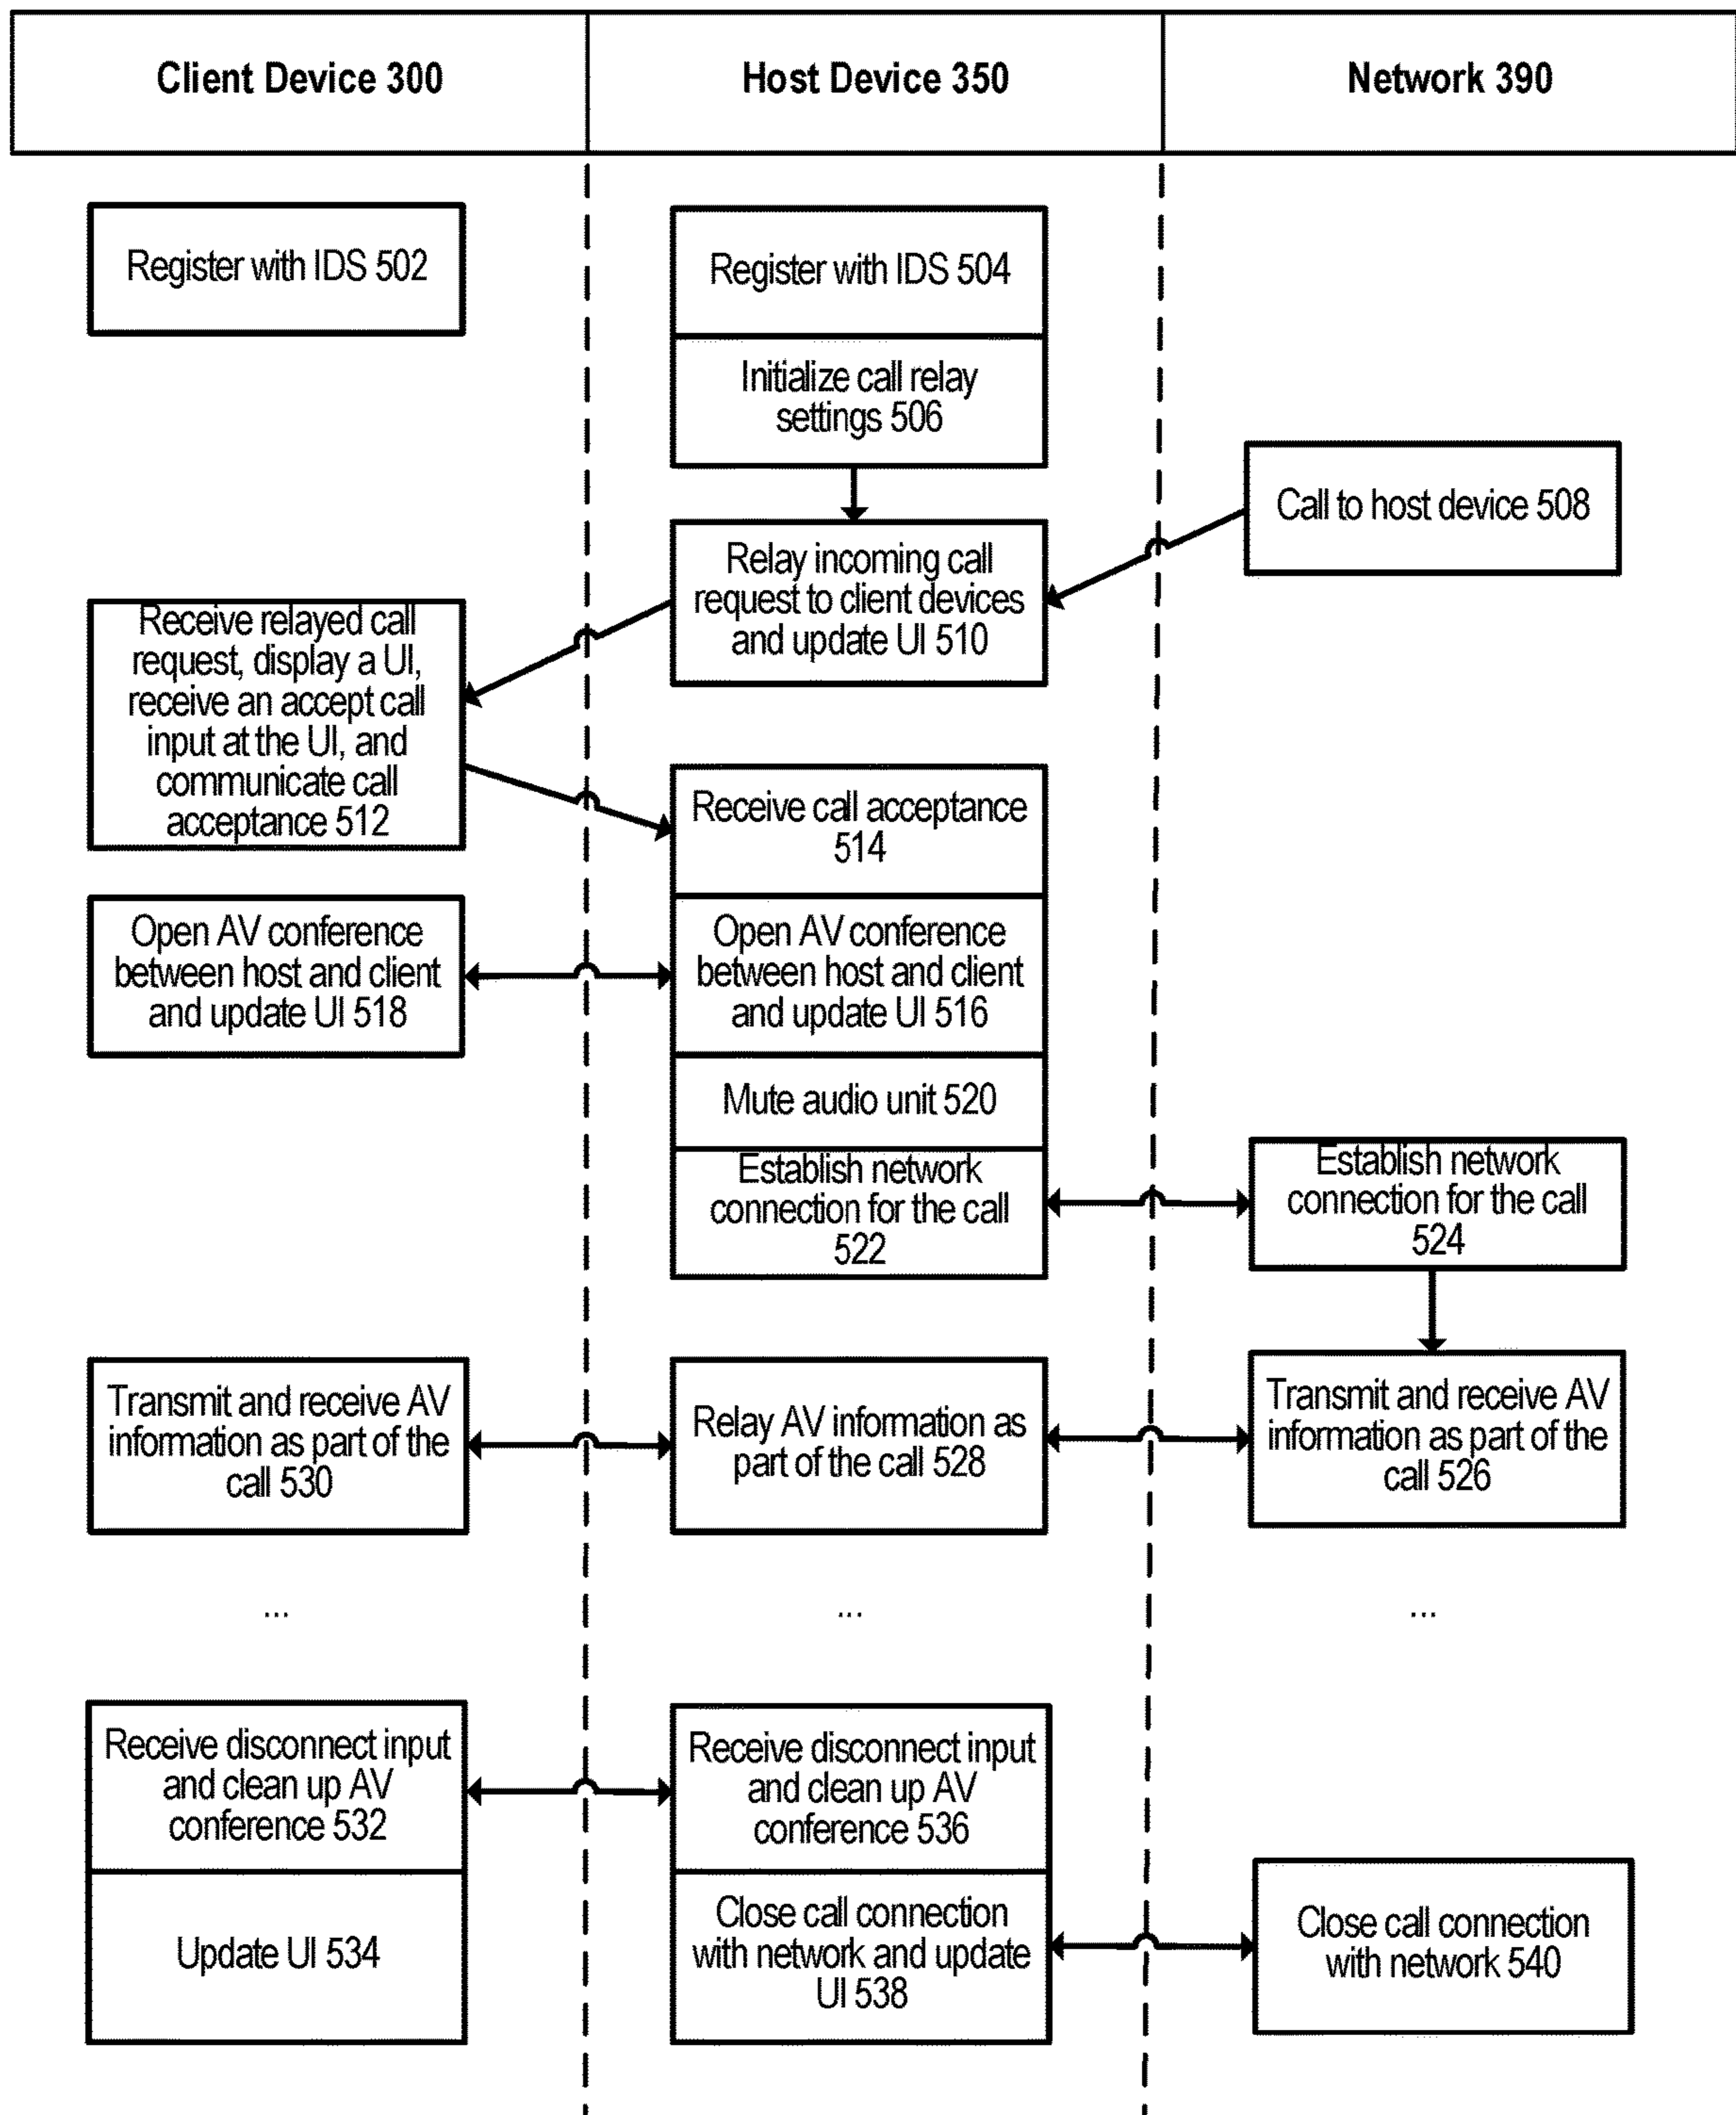 Client Device 300
Host Device 350
Network 390
Register with IDS 502
Register with IDS 504
Initialize call relay
settings 506
Call to host device 508
Relay incoming call
request to client devices
and update UI 510
Receive relayed call
request, display a UI,
receive an accept call
input at the UI, and
communicate call
acceptance 512
Receive call acceptance
514
Open AV conference
between host and client
and update UI 518
Open AV conference
between host and client
and update UI 516
Mute audio unit 520
Establish network
connection for the call
522
Establish network
connection for the call
524
Transmit and receive AV
information as part of the
call 530
Relay AV information as
part of the call 528
Transmit and receive AV
information as part of the
call 526
...
...
...
Receive disconnect input
and clean up AV
conference 532
Receive disconnect input
and clean up AV
conference 536
Update UI 534
Close call connection
with network and update
UI 538
Close call connection
with network 540